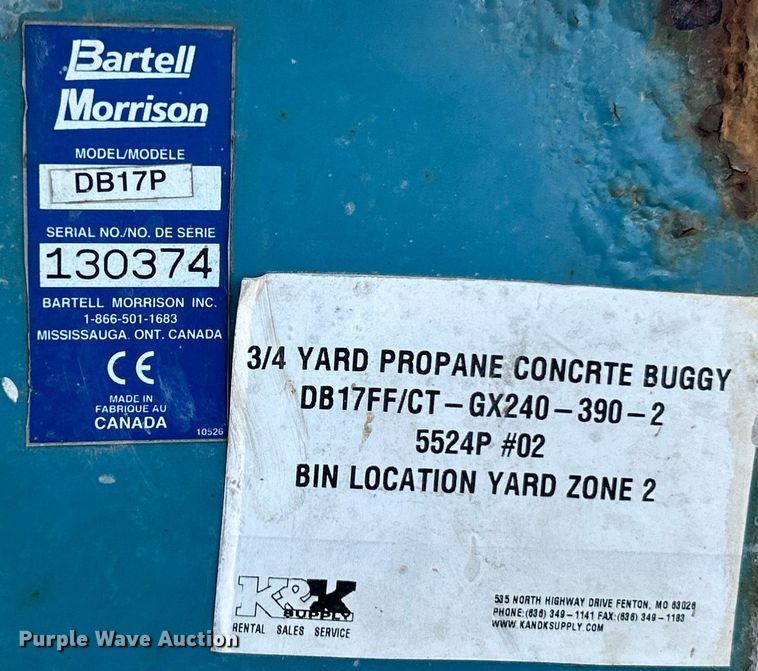 Bartell
Morrison
MODEL/MODÈLE
DB17P
SERIAL NO./NO. DE SÉRIE
130374
BARTELL MORRISON INC.
1-866-501-1683
MISSISSAUGA, ONT. CANADA
CE
MADE IN
FABRIQUÉ AU
CANADA
10526
3/4 YARD PROPANE CONCRTE BUGGY
DB17FF/CT-GX240-390-2
5524P #02
BIN LOCATION YARD ZONE 2
K&K
SUPPLY
RENTAL SALES SERVICE
535 NORTH HIGHWAY DRIVE FENTON, MO 63026
PHONE:(636) 349-1141 FAX:(636) 349-1183
WWW.KANDKSUPPLY.COM
Purple Wave Auction